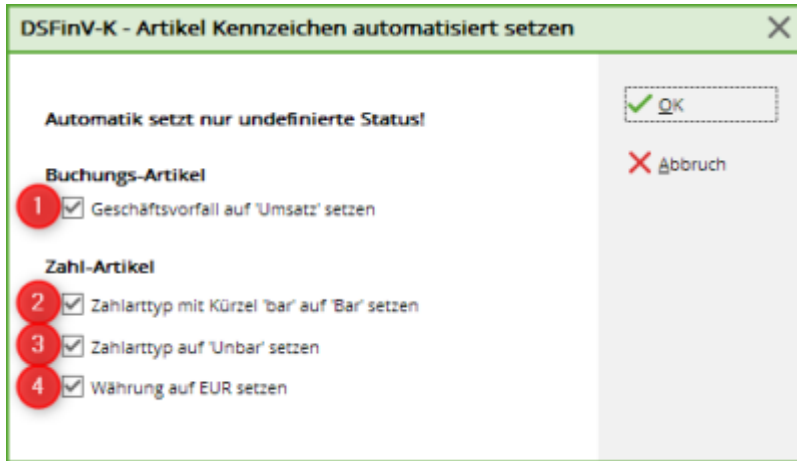 DSFinV-K - Artikel Kennzeichen automatisiert setzen
Automatik setzt nur undefinierte Status!
OK
Abbruch
Buchungs-Artikel
1 Geschäftsvorfall auf 'Umsatz' setzen
Zahl-Artikel
2 Zahlarttyp mit Kürzel 'bar' auf 'Bar' setzen
3 Zahlarttyp auf 'Unbar' setzen
4 Währung auf EUR setzen